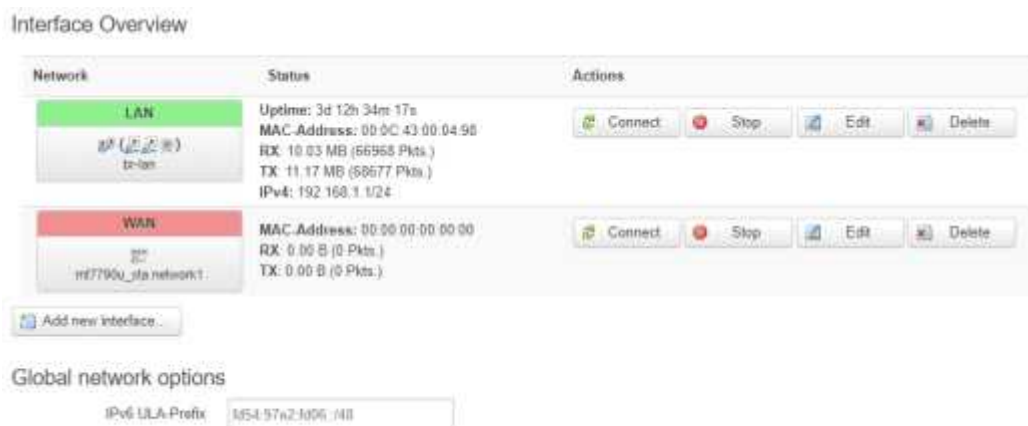 Interface Overview
Network Status Actions
LAN
br-lan
Uptime: 3d 12h 34m 17s
MAC-Address: 00:0C:43:00:04:98
RX: 10.03 MB (66968 Pkts.)
TX: 11.17 MB (68677 Pkts.)
IPv4: 192.168.1.1/24
Connect Stop Edit Delete
WAN
MAC-Address: 00:00:00:00:00:00
RX: 0.00 B (0 Pkts.)
TX: 0.00 B (0 Pkts.)
Connect Stop Edit Delete
Add new interface...
Global network options
IPv6 ULA-Prefix